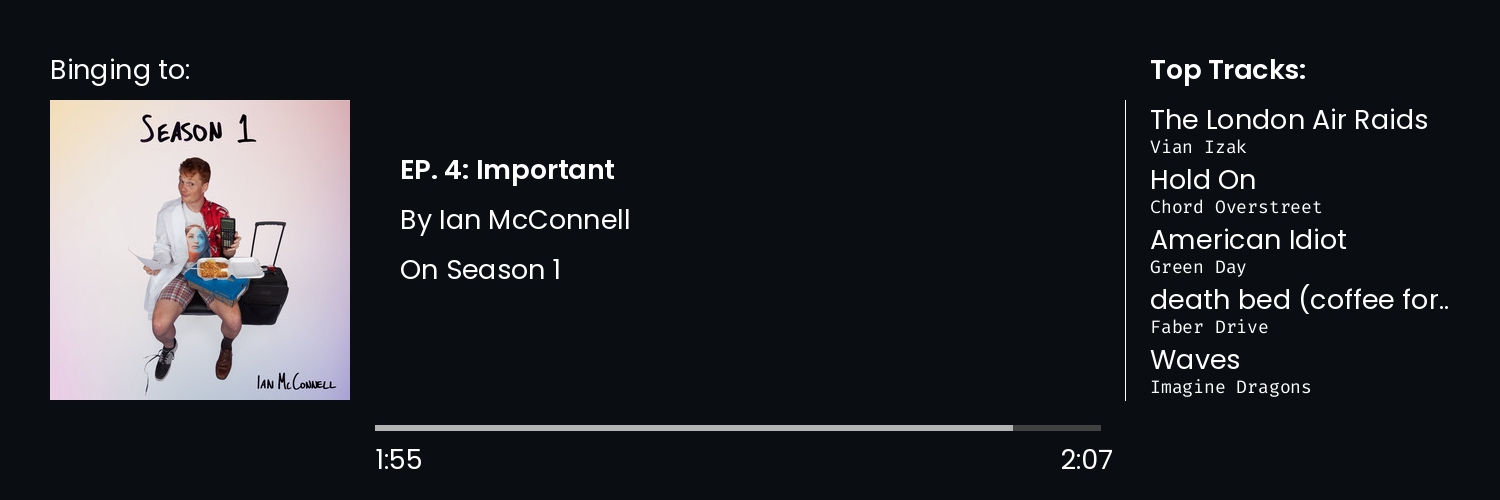 Binging to:
SEASON 1
IAN MCCONNELL
EP. 4: Important
By Ian McConnell
On Season 1
1:55
2:07
Top Tracks:
The London Air Raids
Vian Izak
Hold On
Chord Overstreet
American Idiot
Green Day
death bed (coffee for..
Faber Drive
Waves
Imagine Dragons